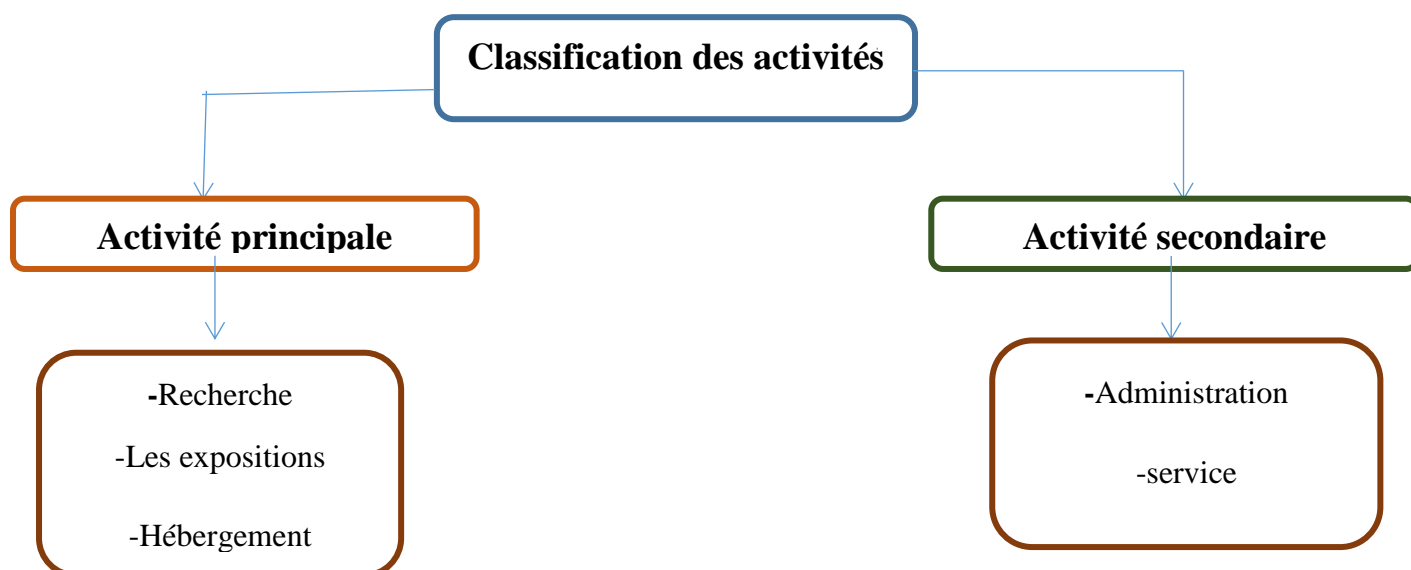 Classification des activités
Activité principale
Activité secondaire
-Recherche
-Les expositions
-Hébergement
-Administration
-service